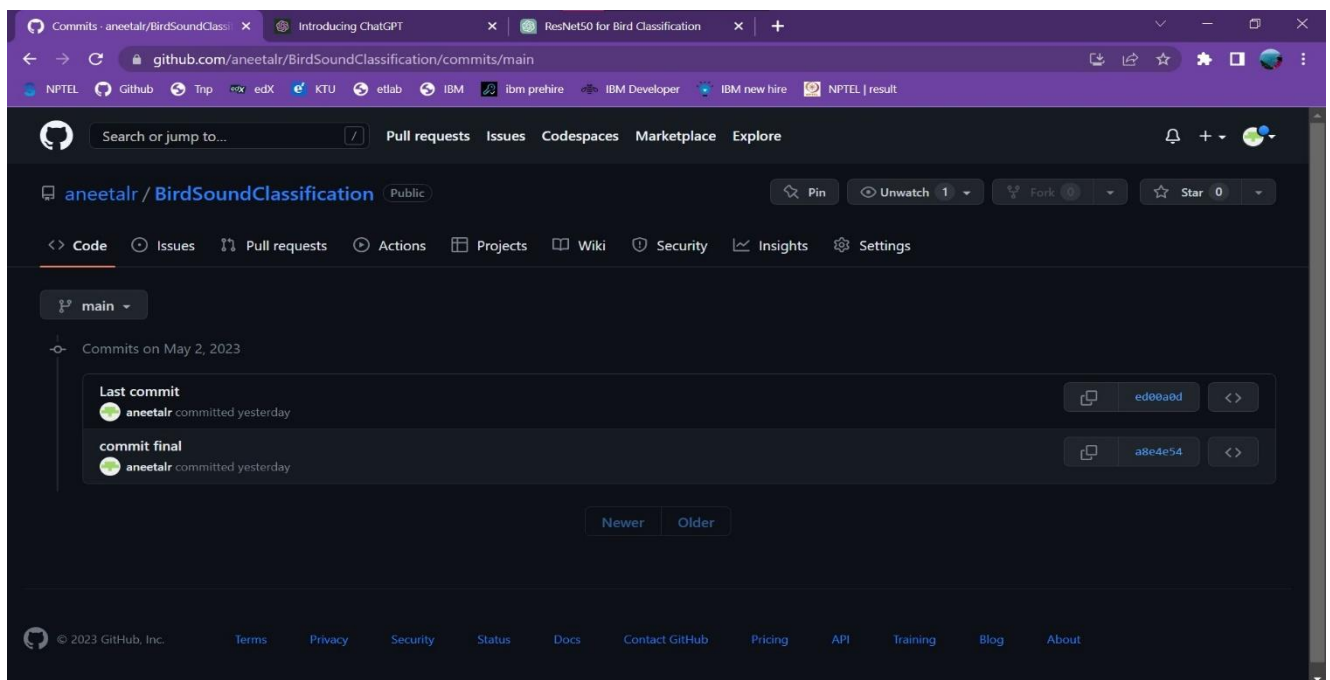 Commits · aneetalr/BirdSoundClassi Introducing ChatGPT ResNet50 for Bird Classification
github.com/aneetalr/BirdSoundClassification/commits/main
NPTEL Github Tnp edX KTU etlab IBM ibm prehire IBM Developer IBM new hire NPTEL | result
Search or jump to... / Pull requests Issues Codespaces Marketplace Explore
aneetalr / BirdSoundClassification Public Pin Unwatch 1 Fork 0 Star 0
Code Issues Pull requests Actions Projects Wiki Security Insights Settings
main
Commits on May 2, 2023
Last commit
aneetalr committed yesterday ed00a0d
commit final
aneetalr committed yesterday a8e4e54
Newer Older
© 2023 GitHub, Inc. Terms Privacy Security Status Docs Contact GitHub Pricing API Training Blog About